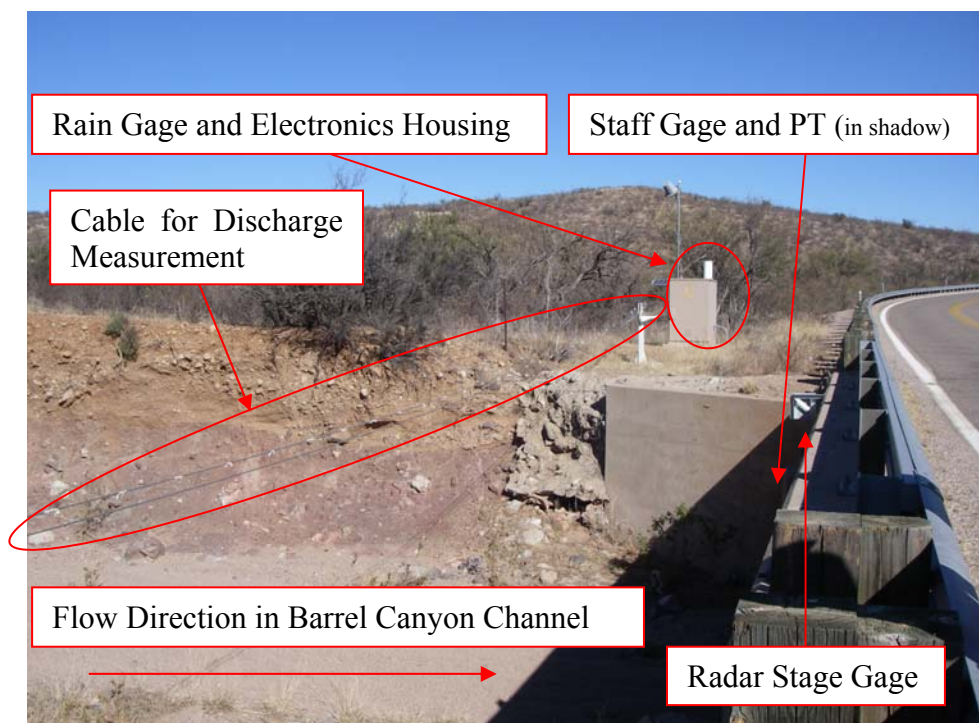 Rain Gage and Electronics Housing
Staff Gage and PT (in shadow)
Cable for Discharge
Measurement
Flow Direction in Barrel Canyon Channel
Radar Stage Gage